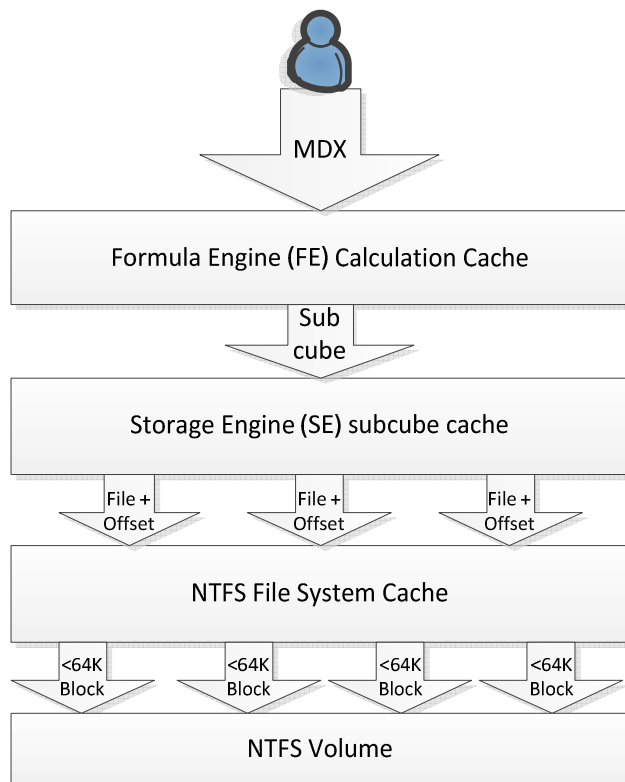 MDX
Formula Engine (FE) Calculation Cache
Sub
cube
Storage Engine (SE) subcube cache
File +
Offset
File +
Offset
File +
Offset
NTFS File System Cache
<64K
Block
<64K
Block
<64K
Block
<64K
Block
NTFS Volume